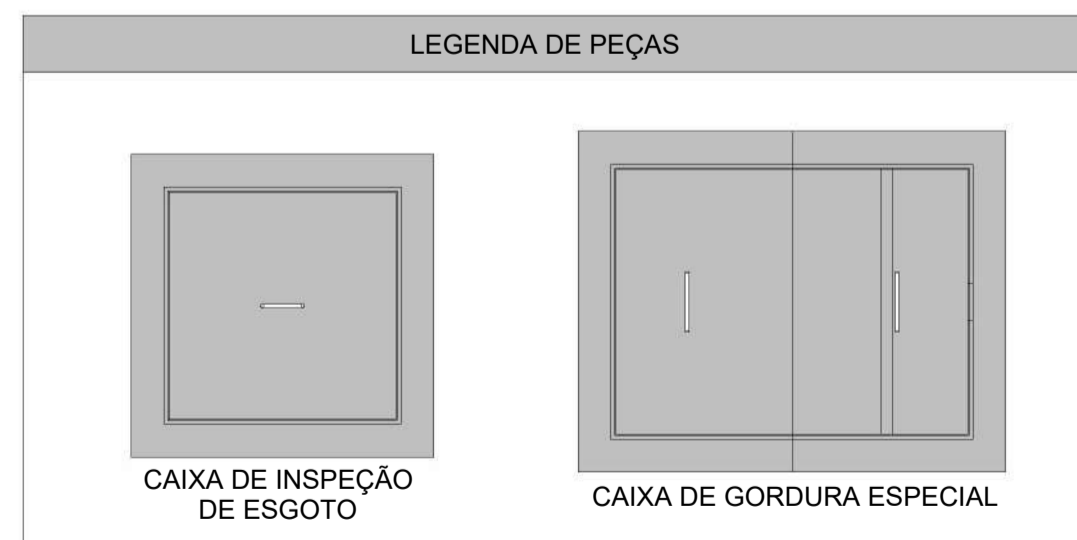 LEGENDA DE PEÇAS
CAIXA DE INSPEÇÃO
DE ESGOTO
CAIXA DE GORDURA ESPECIAL